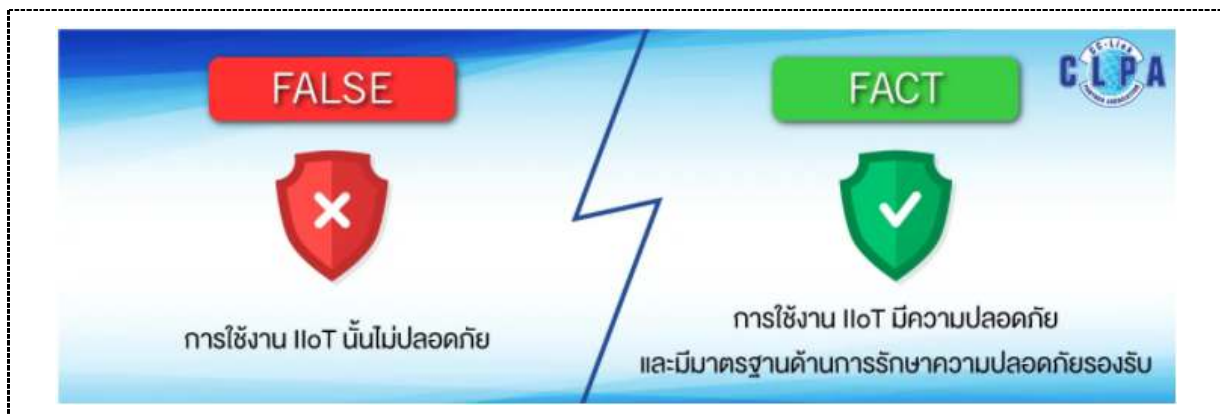 FALSE
การใช้งาน IIoT นั้นไม่ปลอดภัย
FACT
การใช้งาน IIoT มีความปลอดภัย
และมีมาตรฐานด้านการรักษาความปลอดภัยรองรับ
CC-Link
CLPA
PARTNER ASSOCIATION